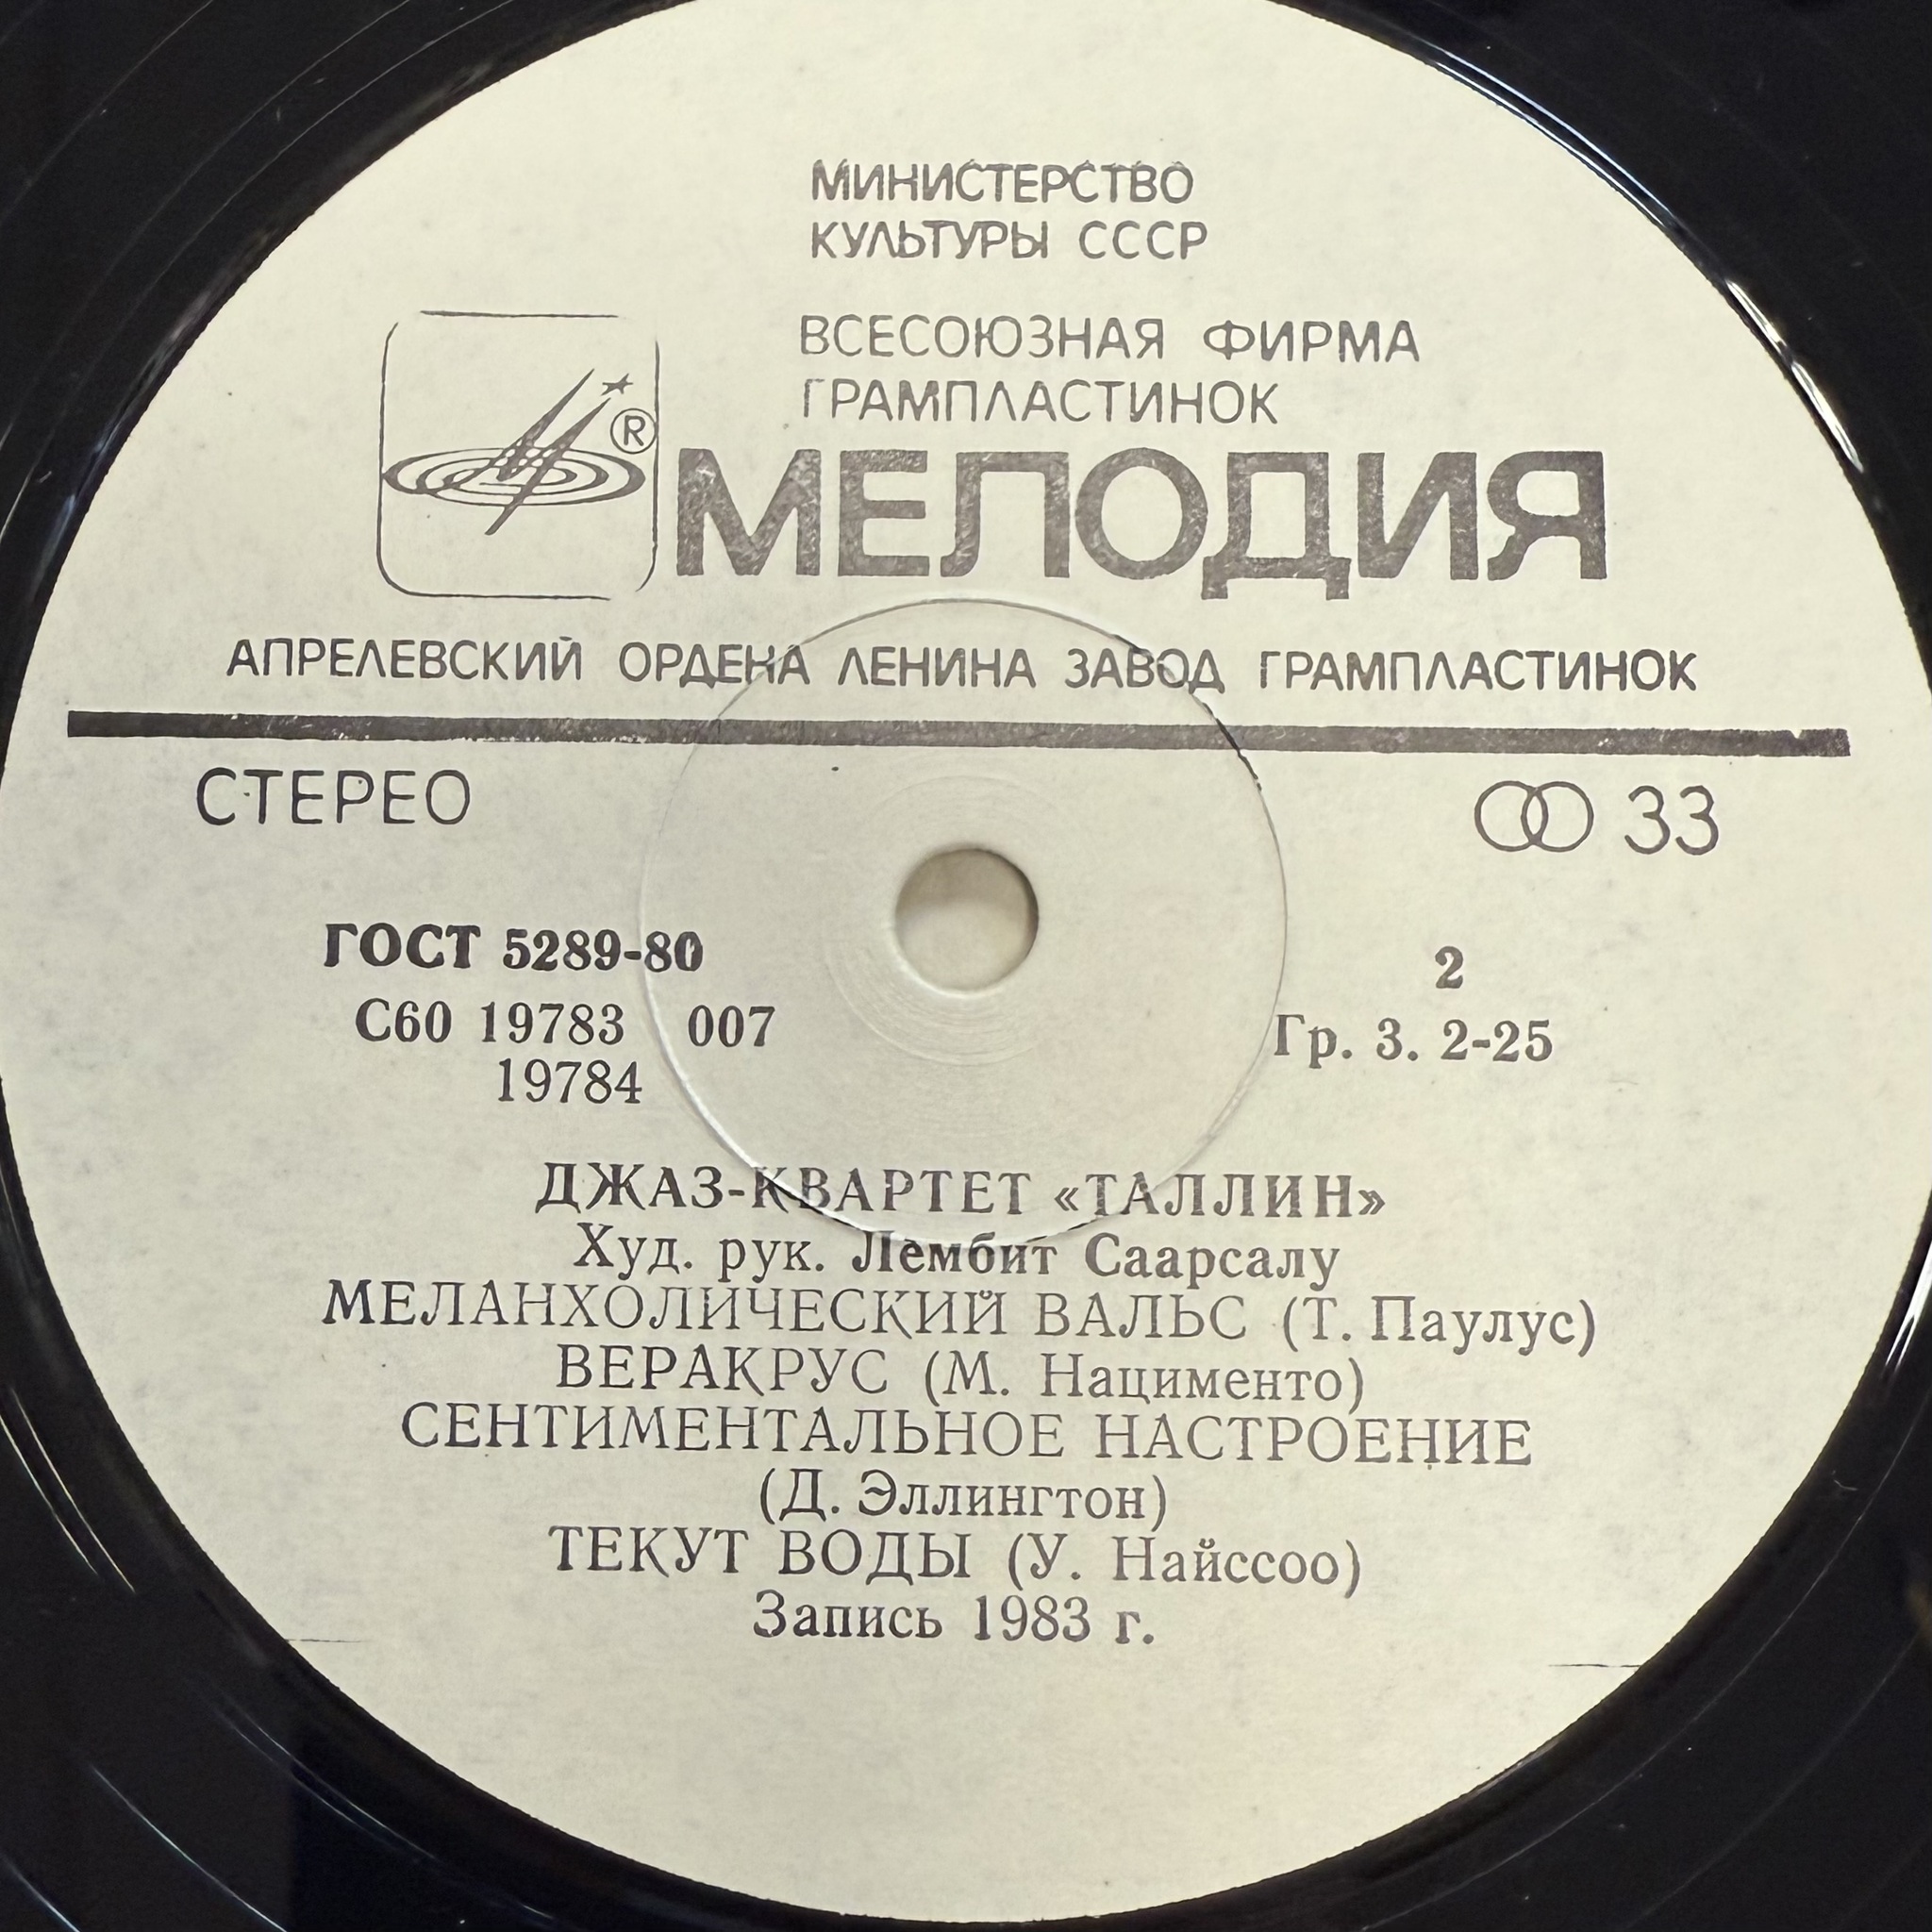 МИНИСТЕРСТВО
КУЛЬТУРЫ СССР
ВСЕСОЮЗНАЯ ФИРМА
ГРАМПЛАСТИНОК
®
МЕЛОДИЯ
АПРЕЛЕВСКИЙ ОРДЕНА ЛЕНИНА ЗАВОД ГРАМПЛАСТИНОК
СТЕРЕО
33
ГОСТ 5289-80
2
С60 19783 007
Гр. 3. 2-25
19784
ДЖАЗ-КВАРТЕТ «ТАЛЛИН»
Худ. рук. Лембит Саарсалу
МЕЛАНХОЛИЧЕСКИЙ ВАЛЬС (Т. Паулус)
ВЕРАКРУС (М. Нацименто)
СЕНТИМЕНТАЛЬНОЕ НАСТРОЕНИЕ
(Д. Эллингтон)
ТЕКУТ ВОДЫ (У. Найссоо)
Запись 1983 г.